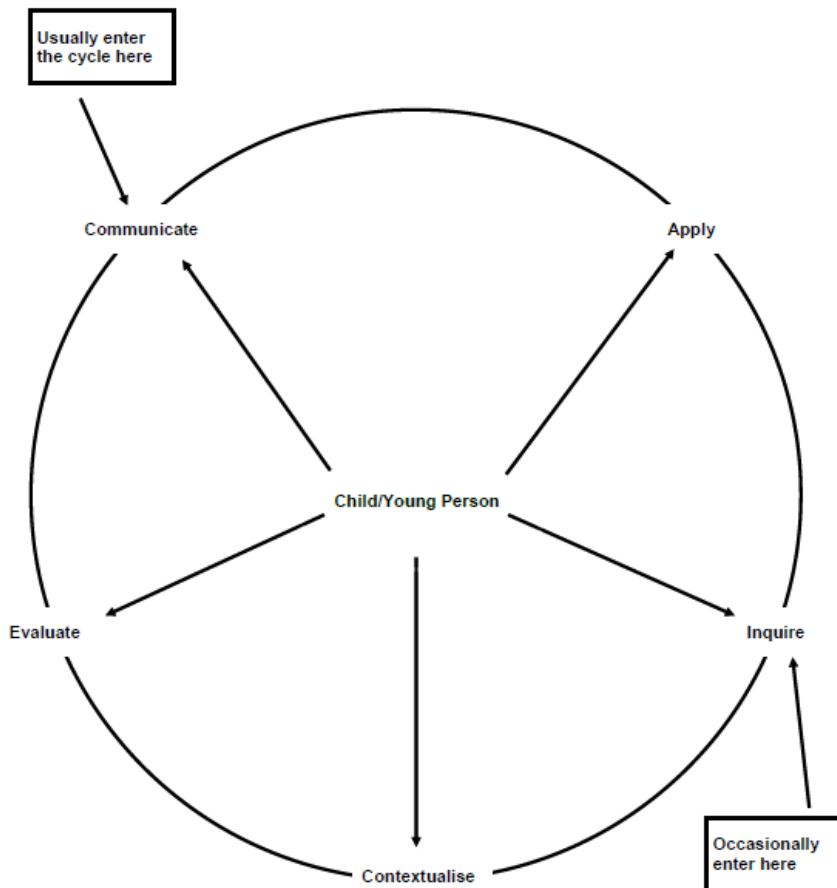 Usually enter
the cycle here
Communicate
Apply
Child/Young Person
Evaluate
Inquire
Occasionally
enter here
Contextualise